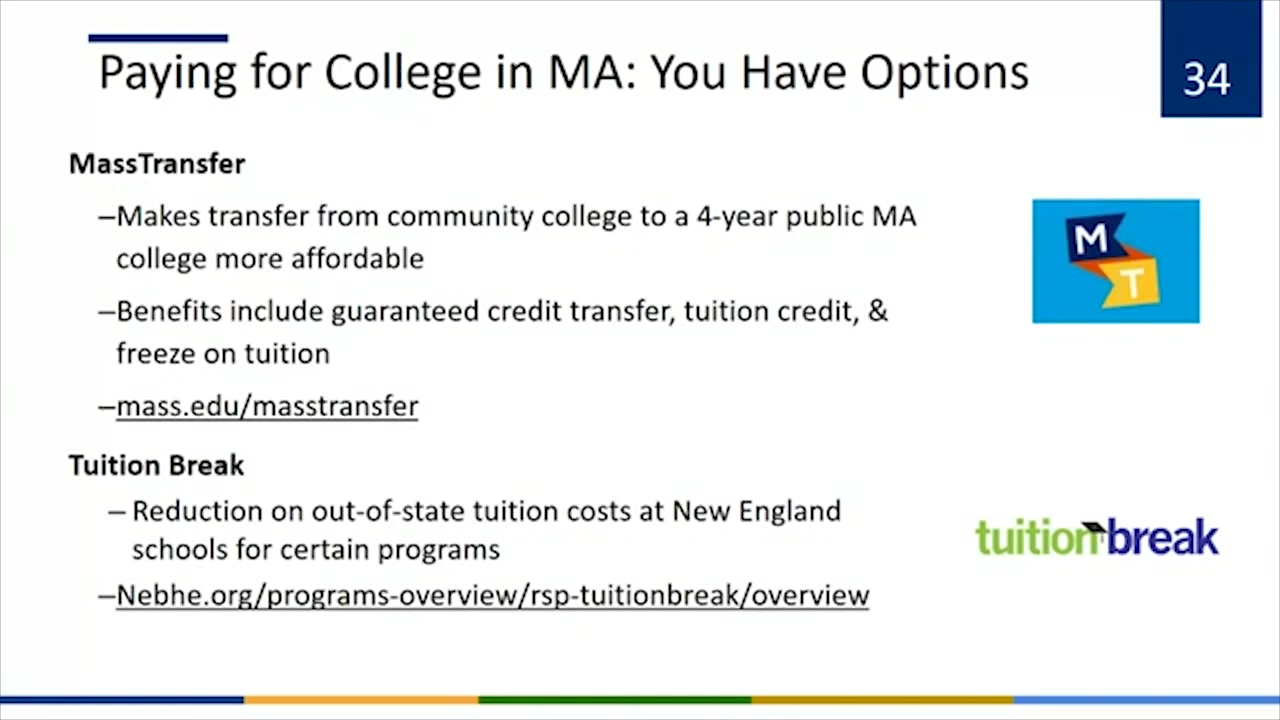 Paying for College in MA: You Have Options
34
MassTransfer
–Makes transfer from community college to a 4-year public MA
college more affordable
–Benefits include guaranteed credit transfer, tuition credit, &
freeze on tuition
–mass.edu/masstransfer
M
T
Tuition Break
– Reduction on out-of-state tuition costs at New England
schools for certain programs
tuition break
–Nebhe.org/programs-overview/rsp-tuitionbreak/overview